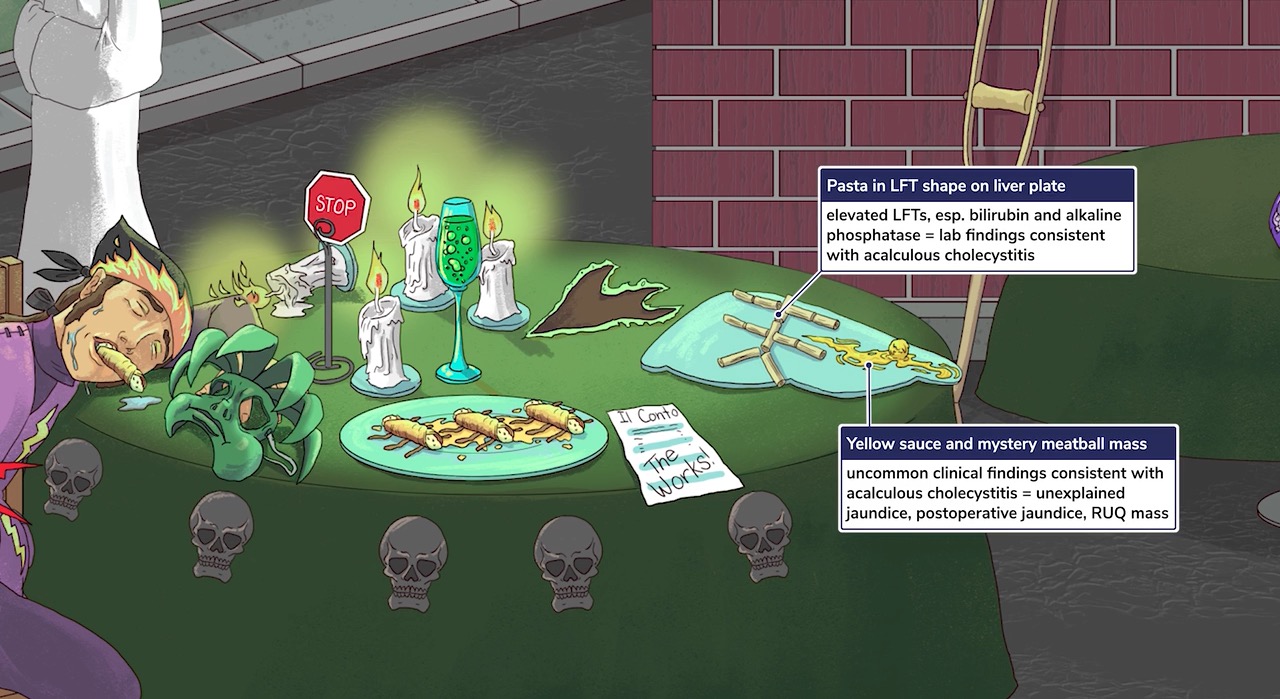 STOP
Pasta in LFT shape on liver plate
elevated LFTs, esp. bilirubin and alkaline
phosphatase = lab findings consistent
with acalculous cholecystitis
Il Conto
The
Works!
Yellow sauce and mystery meatball mass
uncommon clinical findings consistent with
acalculous cholecystitis = unexplained
jaundice, postoperative jaundice, RUQ mass